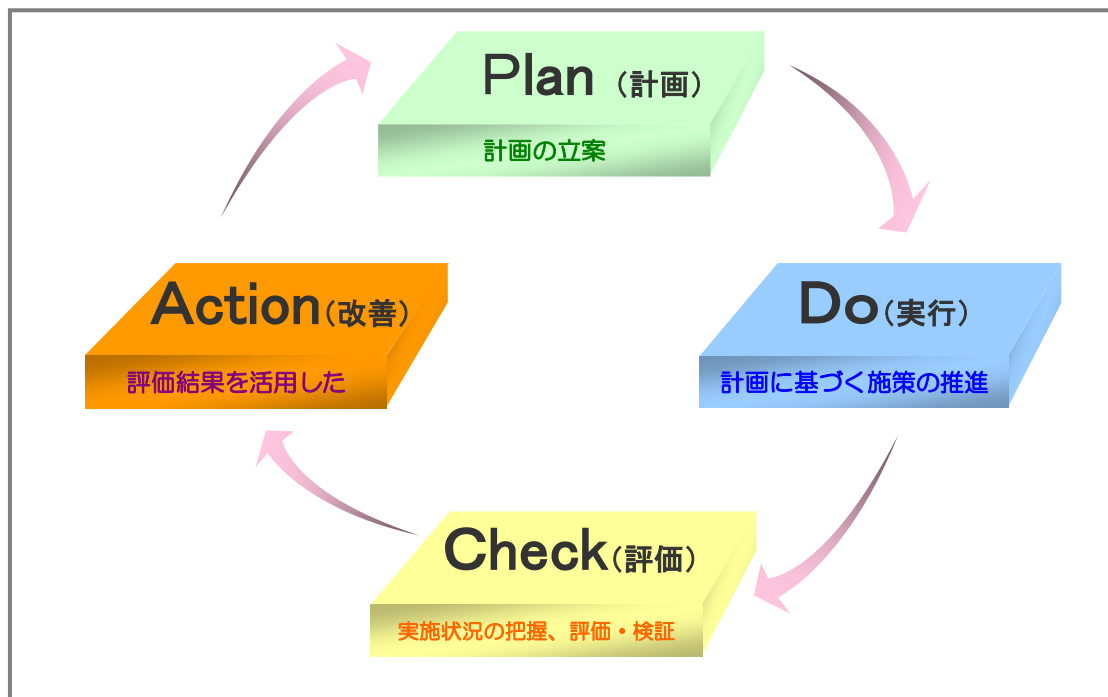 Plan（計画）
計画の立案
Action（改善）
評価結果を活用した
Do（実行）
計画に基づく施策の推進
Check（評価）
実施状況の把握、評価・検証